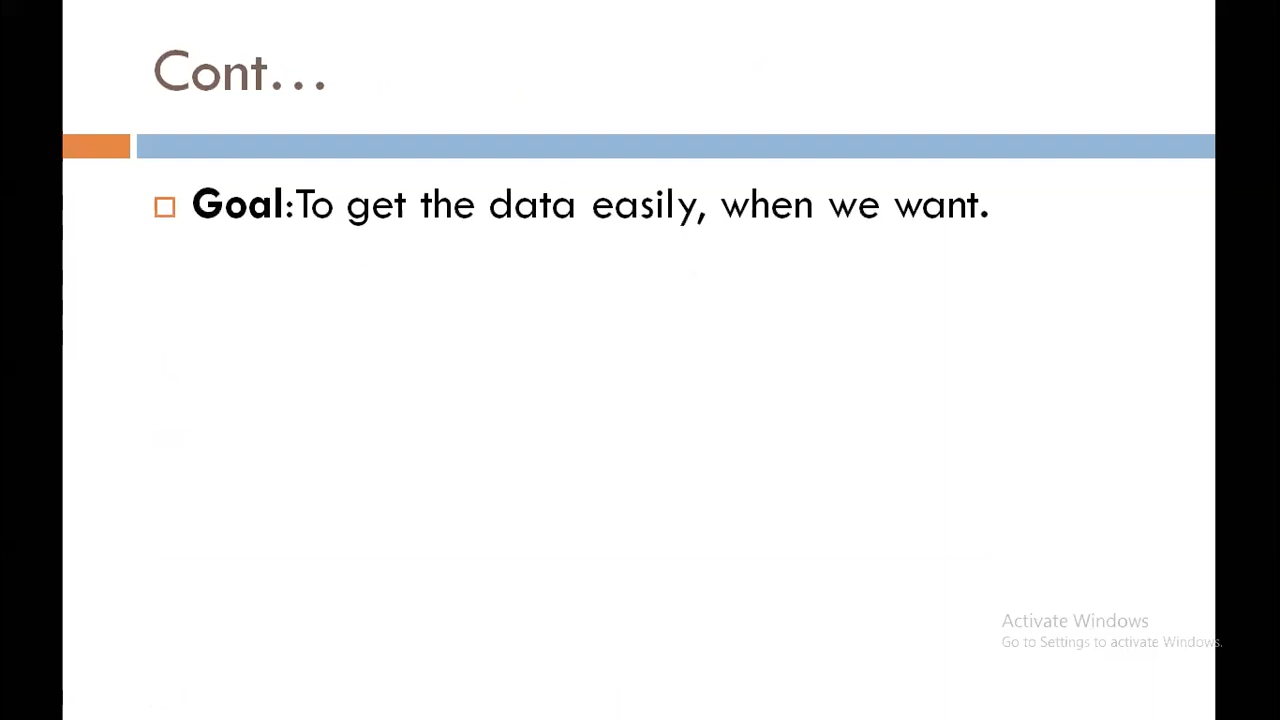 Cont...
Goal:To get the data easily, when we want.
Activate Windows
Go to Settings to activate Windows.